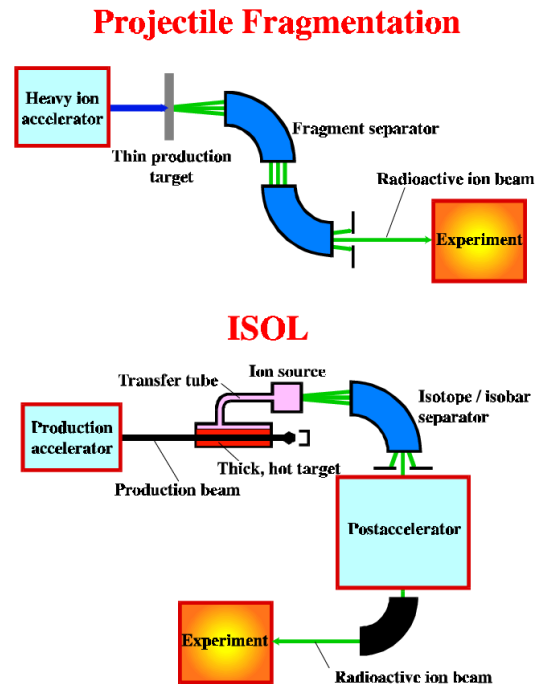 Projectile Fragmentation
Heavy ion
accelerator
Thin production
target
Fragment separator
Radioactive ion beam
Experiment
ISOL
Ion source
Transfer tube
Isotope / isobar
separator
Production
accelerator
Thick, hot target
Production beam
Postaccelerator
Experiment
Radioactive ion beam